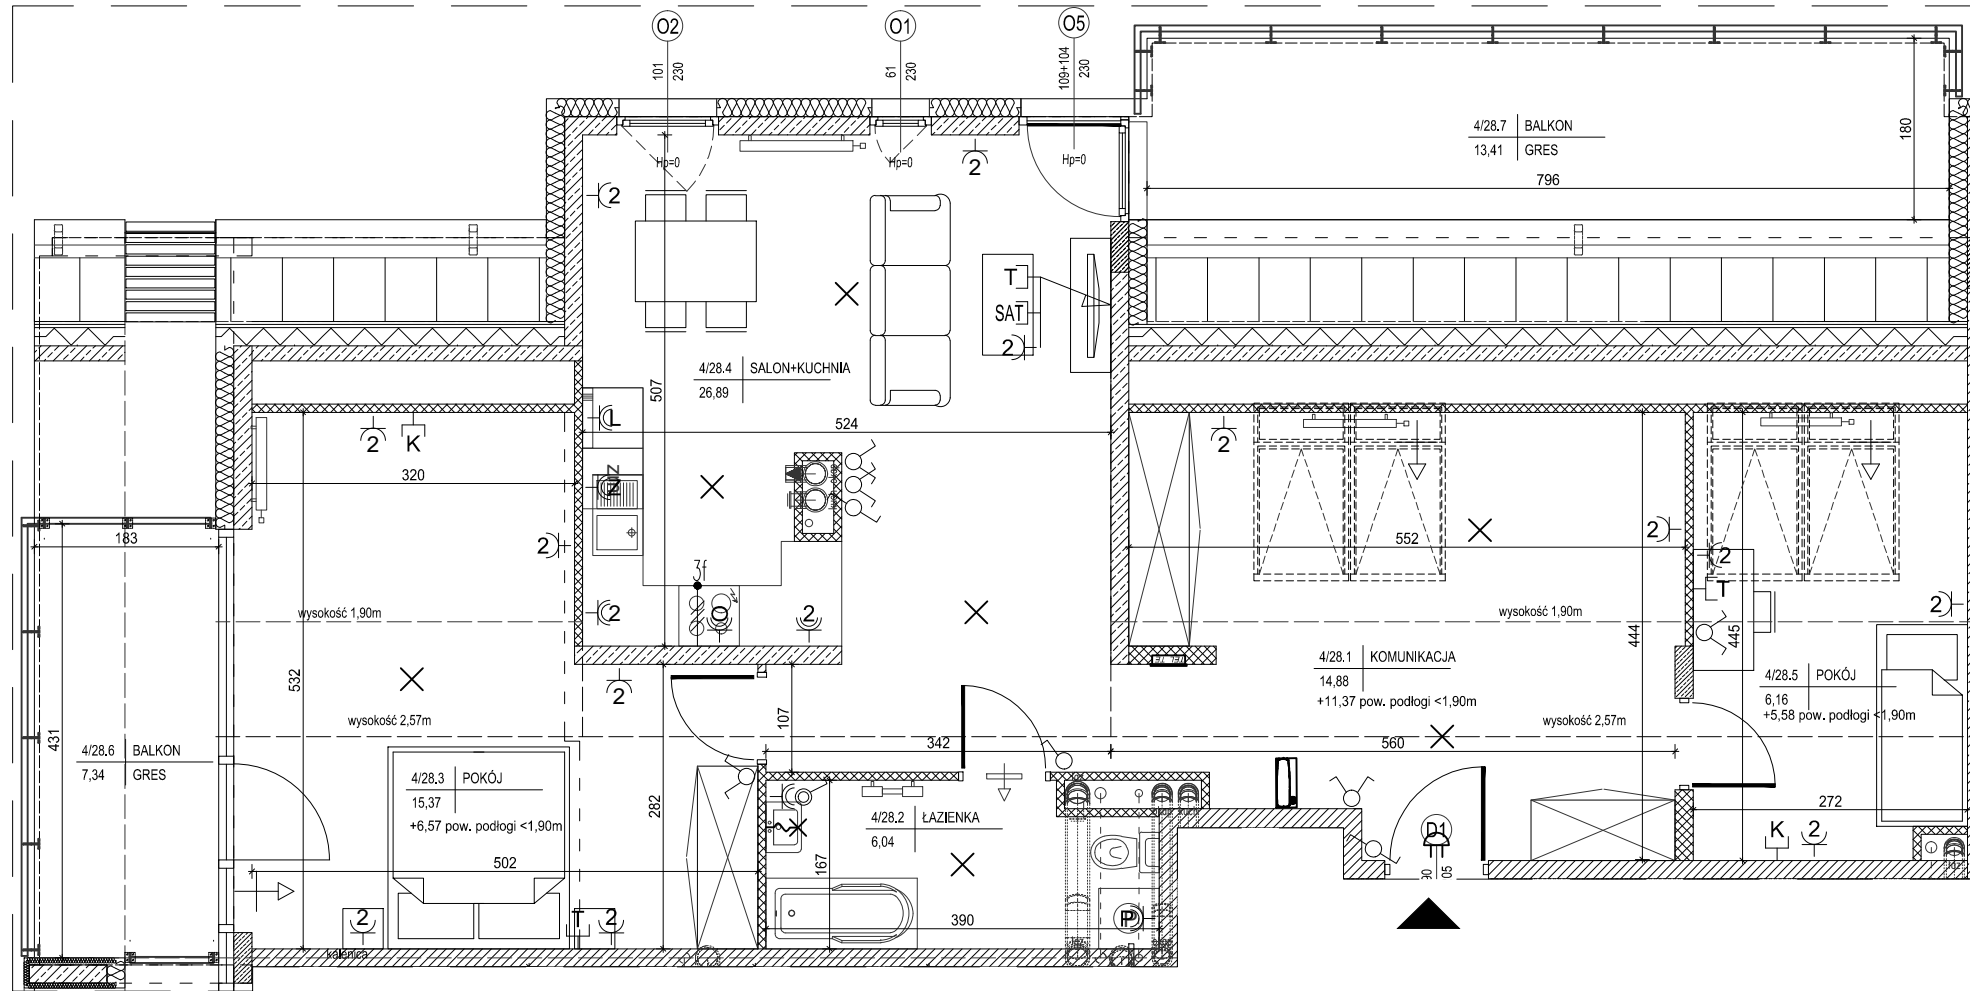 O2
O1
O5
101
230
61
230
109+104
230
Hp=0
Hp=0
Hp=0
4/28.7 BALKON
13,41 GRES
180
796
2
2
T
SAT
2
4/28.4 SALON+KUCHNIA
26,89
507
524
L
2
K
320
2
2
183
Z
2
552
2
T
2
3f
O
2
2
wysokość 1,90m
wysokość 1,90m
532
2
444
445
4/28.1 KOMUNIKACJA
14,88
+11,37 pow. podłogi <1,90m
4/28.5 POKÓJ
6,16
+5,58 pow. podłogi <1,90m
wysokość 2,57m
wysokość 2,57m
107
342
560
431
4/28.6 BALKON
7,34 GRES
4/28.3 POKÓJ
15,37
+6,57 pow. podłogi <1,90m
282
4/28.2 ŁAZIENKA
6,04
167
272
D1
K
2
502
390
2
T
2
P
kalenica
90
05